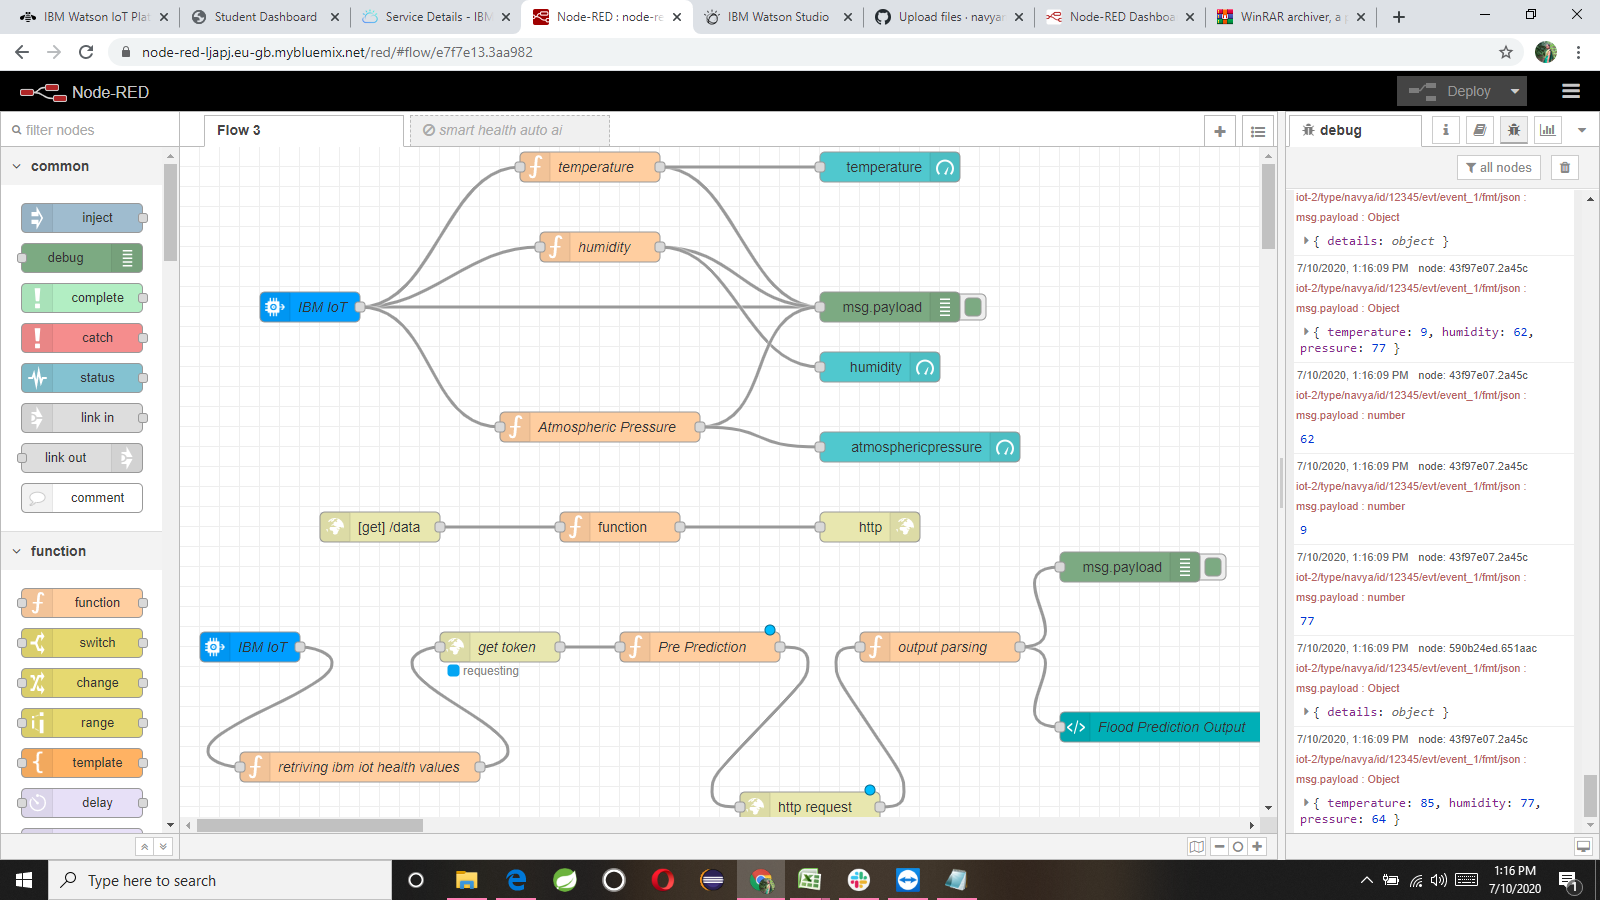 IBM Watson IoT Plat
Student Dashboard
Service Details - IBM
Node-RED : node-re
IBM Watson Studio
Upload files · navyar
Node-RED Dashboa
WinRAR archiver, a
node-red-ljapj.eu-gb.mybluemix.net/red/#flow/e7f7e13.3aa982
Node-RED
Deploy
filter nodes
Flow 3
smart health auto ai
debug
i
all nodes
common
inject
debug
complete
catch
status
link in
link out
comment
function
function
switch
change
range
template
delay
temperature
temperature
humidity
IBM IoT
msg.payload
humidity
Atmospheric Pressure
atmosphericpressure
[get] /data
function
http
msg.payload
IBM IoT
get token
requesting
Pre Prediction
output parsing
Flood Prediction Output
retriving ibm iot health values
http request
iot-2/type/navya/id/12345/evt/event_1/fmt/json :
msg.payload : Object
{ details: object }
7/10/2020, 1:16:09 PM node: 43f97e07.2a45c
iot-2/type/navya/id/12345/evt/event_1/fmt/json :
msg.payload : Object
{ temperature: 9, humidity: 62,
pressure: 77 }
7/10/2020, 1:16:09 PM node: 43f97e07.2a45c
iot-2/type/navya/id/12345/evt/event_1/fmt/json :
msg.payload : number
62
7/10/2020, 1:16:09 PM node: 43f97e07.2a45c
iot-2/type/navya/id/12345/evt/event_1/fmt/json :
msg.payload : number
9
7/10/2020, 1:16:09 PM node: 43f97e07.2a45c
iot-2/type/navya/id/12345/evt/event_1/fmt/json :
msg.payload : number
77
7/10/2020, 1:16:09 PM node: 590b24ed.651aac
iot-2/type/navya/id/12345/evt/event_1/fmt/json :
msg.payload : Object
{ details: object }
7/10/2020, 1:16:09 PM node: 43f97e07.2a45c
iot-2/type/navya/id/12345/evt/event_1/fmt/json :
msg.payload : Object
{ temperature: 85, humidity: 77,
pressure: 64 }
Type here to search
1:16 PM
7/10/2020
1